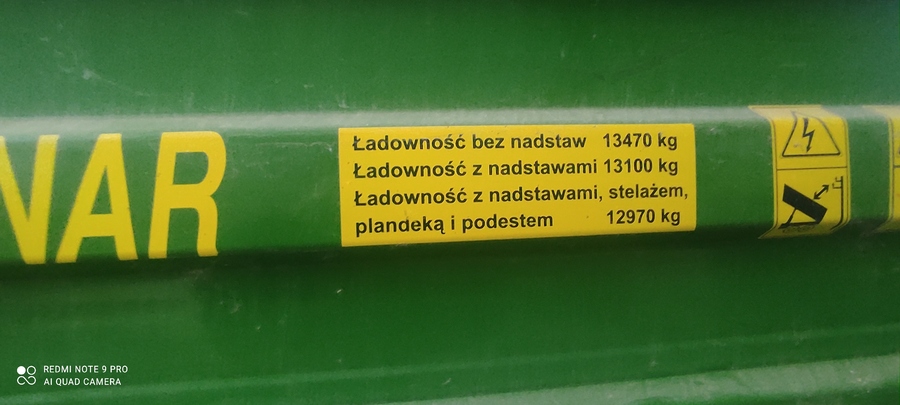 NAR
Ładowność bez nadstaw 13470 kg
Ładowność z nadstawami 13100 kg
Ładowność z nadstawami, stelażem,
plandeką i podestem 12970 kg
REDMI NOTE 9 PRO
AI QUAD CAMERA